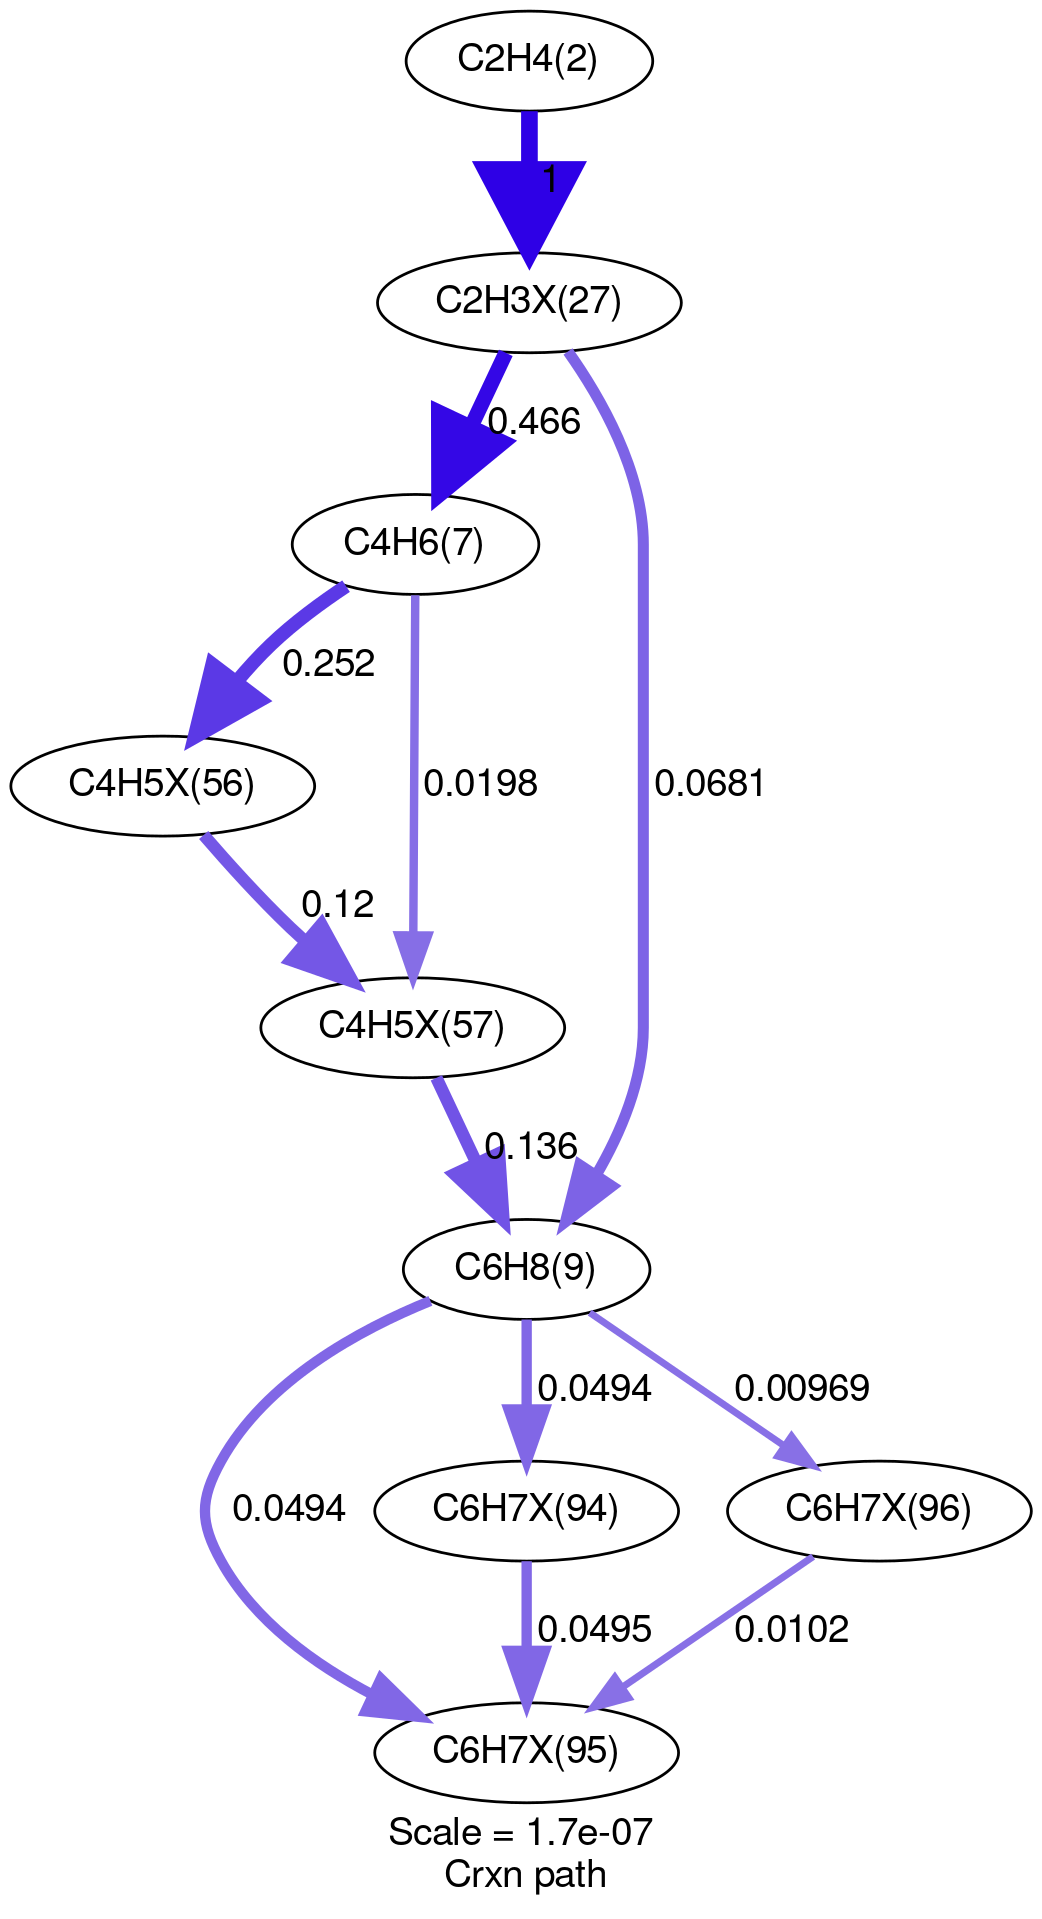 C2H4(2)
1
C2H3X(27)
0.466
C4H6(7)
0.252
C4H5X(56)
0.0198
0.0681
0.12
C4H5X(57)
0.136
C6H8(9)
0.0494
0.00969
0.0494
C6H7X(94)
C6H7X(96)
0.0495
0.0102
C6H7X(95)
Scale = 1.7e-07
Crxn path